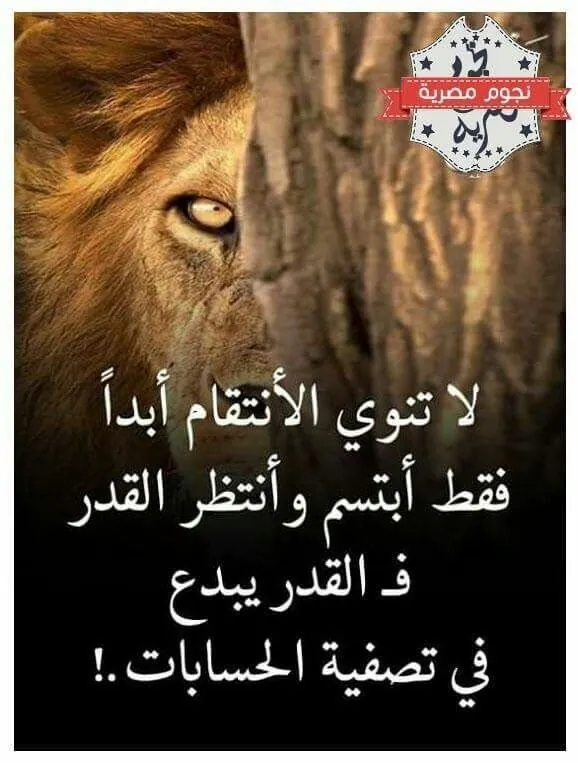 نجوم مصرية
لا تنوي الأنتقام أبداً
فقط أبتسم وأنتظر القدر
فـ القدر يبدع
في تصفية الحسابات.!